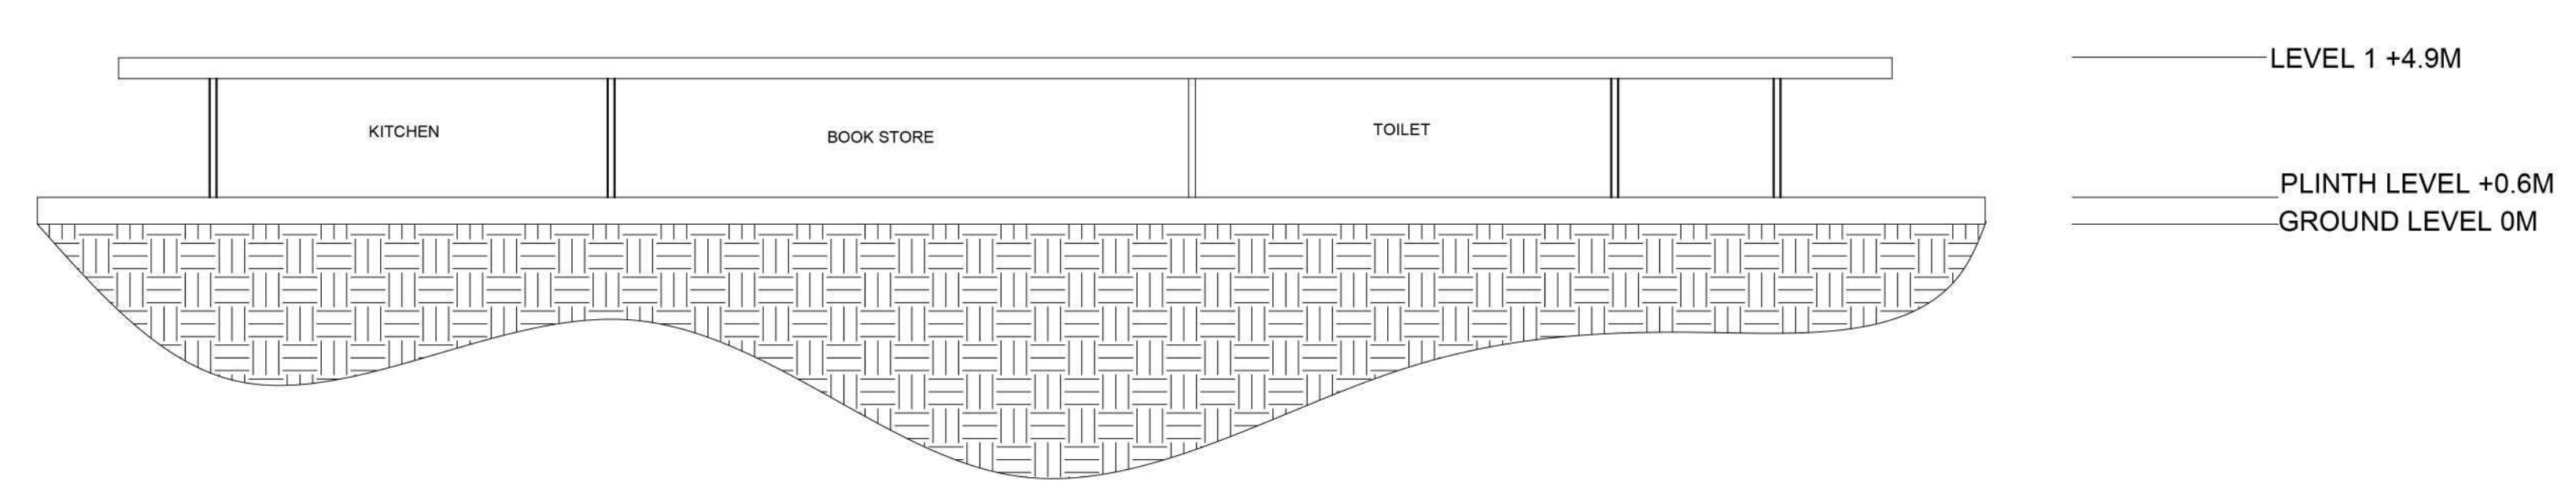 LEVEL 1 +4.9M
KITCHEN
BOOK STORE
TOILET
PLINTH LEVEL +0.6M
GROUND LEVEL 0M